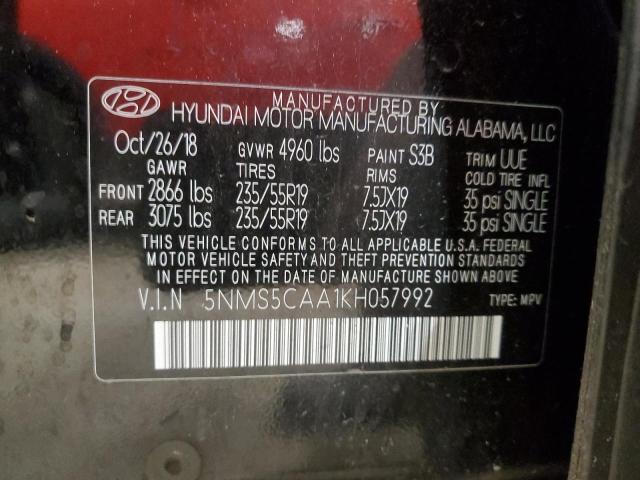 MANUFACTURED BY
HYUNDAI MOTOR MANUFACTURING ALABAMA, LLC
Oct/26/18 GVWR 4960 lbs PAINT S3B TRIM UUE
GAWR TIRES RIMS COLD TIRE INFL
FRONT 2866 lbs 235/55R19 7.5JX19 35 psi SINGLE
REAR 3075 lbs 235/55R19 7.5JX19 35 psi SINGLE
THIS VEHICLE CONFORMS TO ALL APPLICABLE U.S.A. FEDERAL
MOTOR VEHICLE SAFETY AND THEFT PREVENTION STANDARDS
IN EFFECT ON THE DATE OF MANUFACTURE SHOWN ABOVE
V.I.N 5NMS5CAA1KH057992 TYPE: MPV